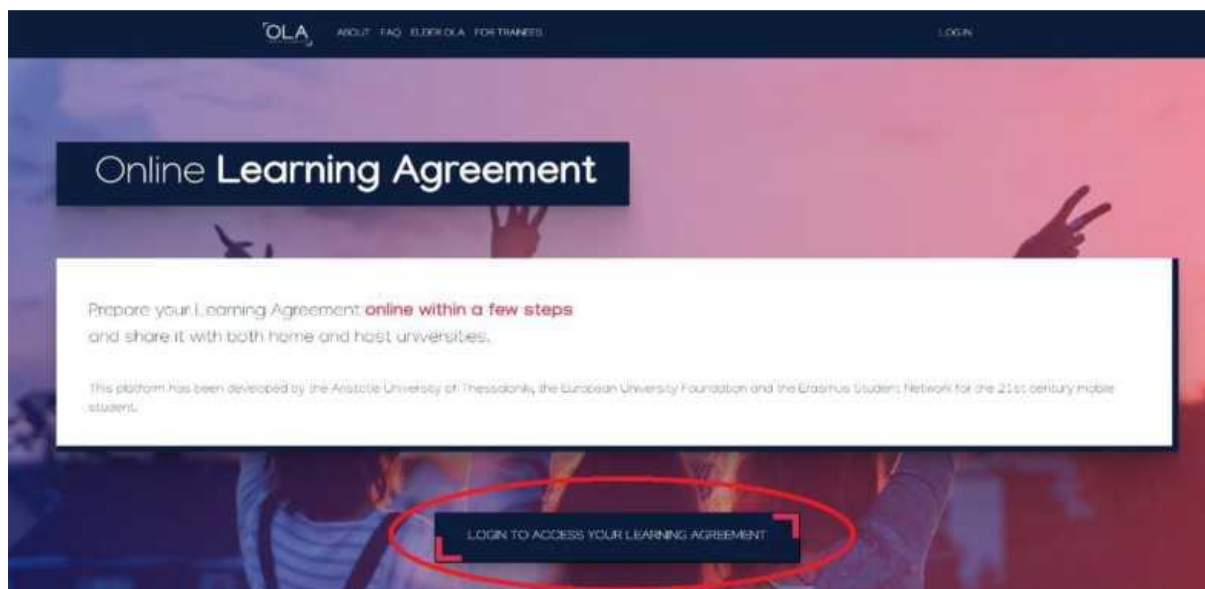 OLA
ABOUT FAQ ELDER OLA FOR TRAINEES
LOGIN
Online Learning Agreement
Prepare your Learning Agreement online within a few steps
and share it with both home and host universities.
This platform has been developed by the Aristotle University of Thessaloniki, the European University Foundation and the Erasmus Student Network for the 21st century mobile
student.
LOGIN TO ACCESS YOUR LEARNING AGREEMENT